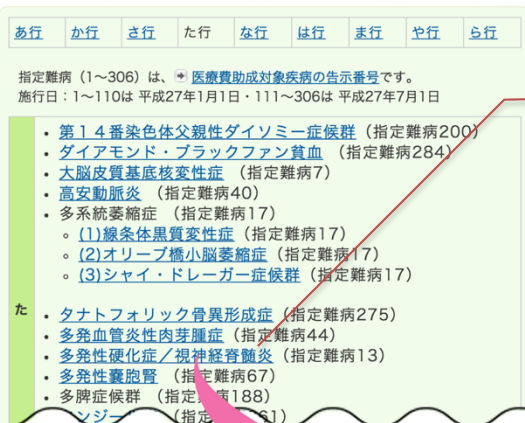 あ行 か行 さ行 た行 な行 は行 ま行 や行 ら行
指定難病（1〜306）は、医療費助成対象疾病の告示番号です。
施行日：1〜110は 平成27年1月1日・111〜306は 平成27年7月1日
た
・第１４番染色体父親性ダイソミー症候群（指定難病200）
・ダイアモンド・ブラックファン貧血（指定難病284）
・大脳皮質基底核変性症（指定難病7）
・高安動脈炎（指定難病40）
・多系統萎縮症（指定難病17）
(1)線条体黒質変性症（指定難病17）
(2)オリーブ橋小脳萎縮症（指定難病17）
(3)シャイ・ドレーガー症候群（指定難病17）
・タナトフォリック骨異形成症（指定難病275）
・多発血管炎性肉芽腫症（指定難病44）
・多発性硬化症／視神経脊髄炎（指定難病13）
・多発性嚢胞腎（指定難病67）
・多脾症候群（指定 病188）